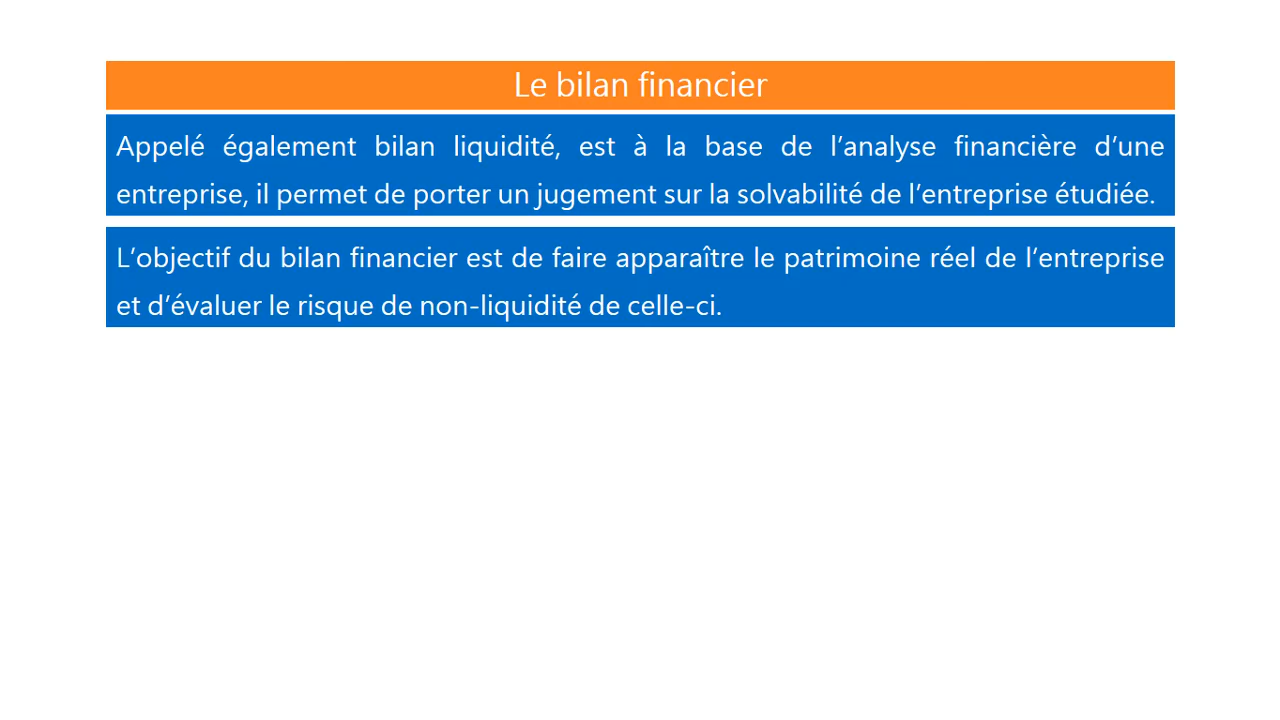 Le bilan financier
Appelé également bilan liquidité, est à la base de l’analyse financière d’une
entreprise, il permet de porter un jugement sur la solvabilité de l’entreprise étudiée.
L’objectif du bilan financier est de faire apparaître le patrimoine réel de l’entreprise
et d’évaluer le risque de non-liquidité de celle-ci.